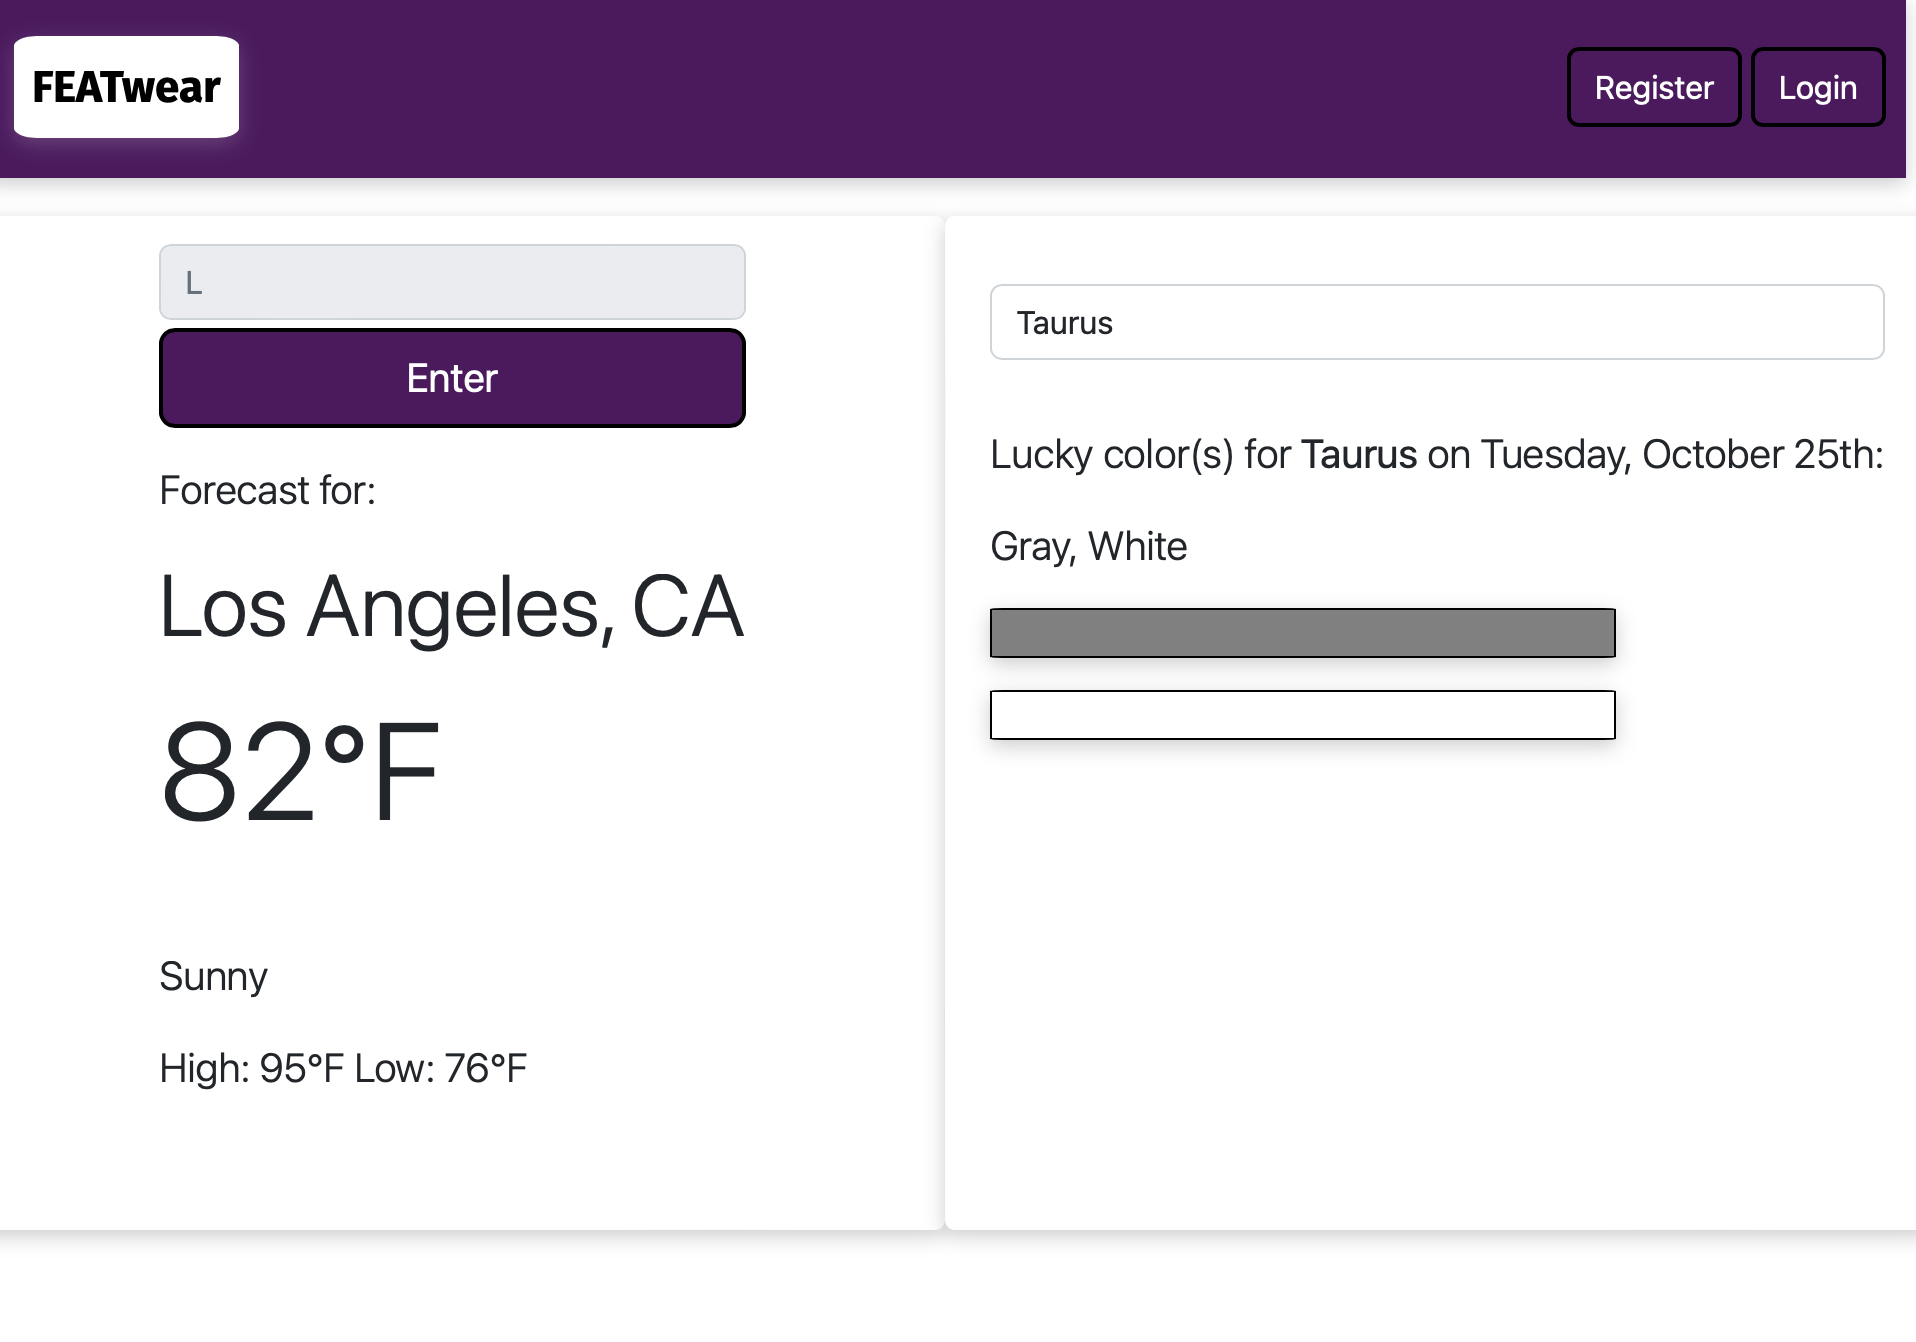 FEATwear
Register
Login
L
Enter
Forecast for:
Los Angeles, CA
82°F
Sunny
High: 95°F Low: 76°F
Taurus
Lucky color(s) for Taurus on Tuesday, October 25th:
Gray, White